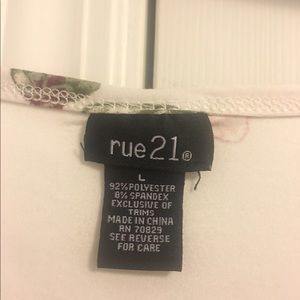 rue21®
L
92% POLYESTER
8% SPANDEX
EXCLUSIVE OF
TRIMS
MADE IN CHINA
RN 70829
SEE REVERSE
FOR CARE